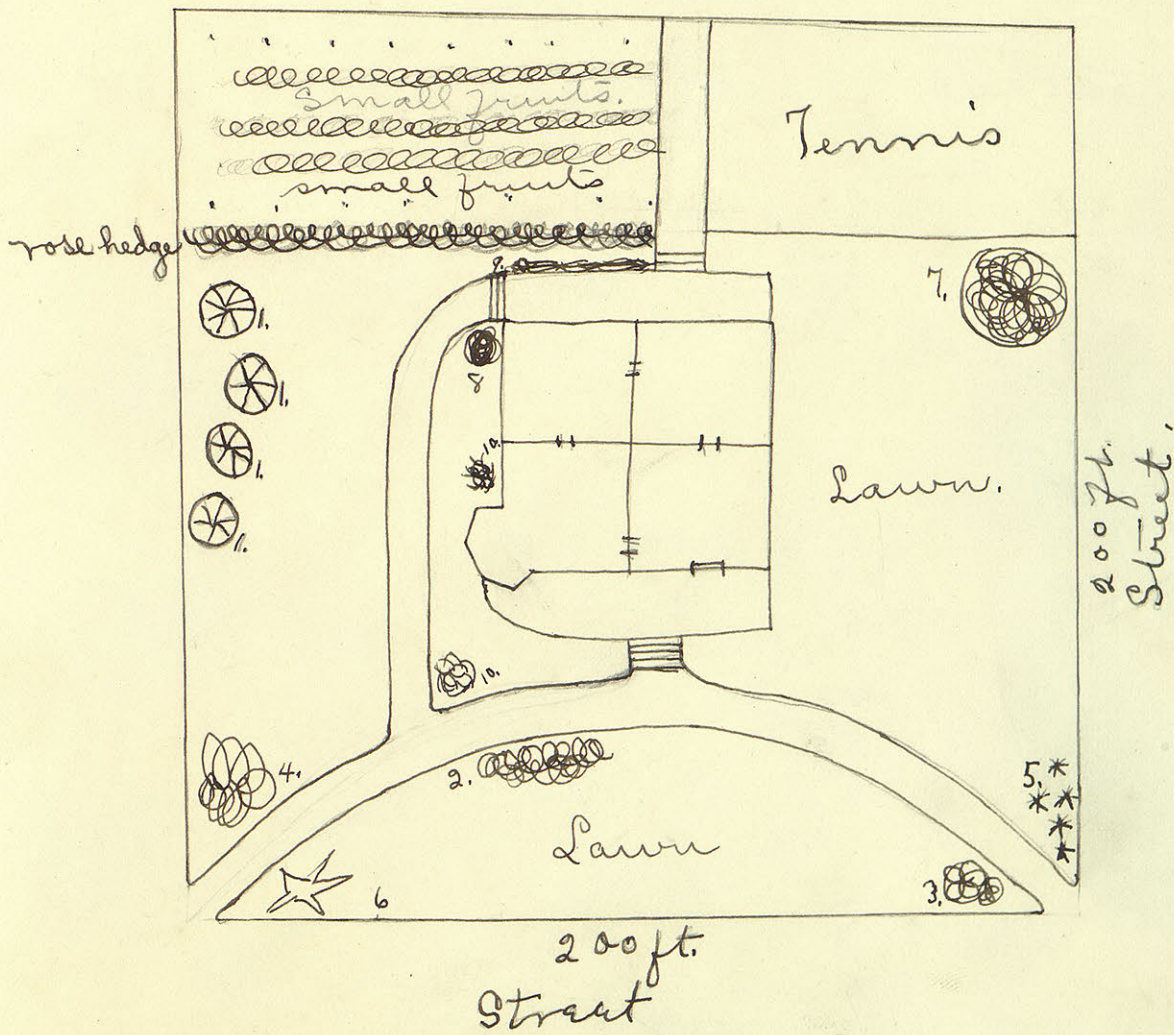 Small fruits.
Tennis
small fruits
rose hedge
9.
7.
1.
8
1.
10.
1.
Lawn.
1.
200 ft.
Street.
10.
4.
2.
5.
Lawn
6
3.
200 ft.
Street